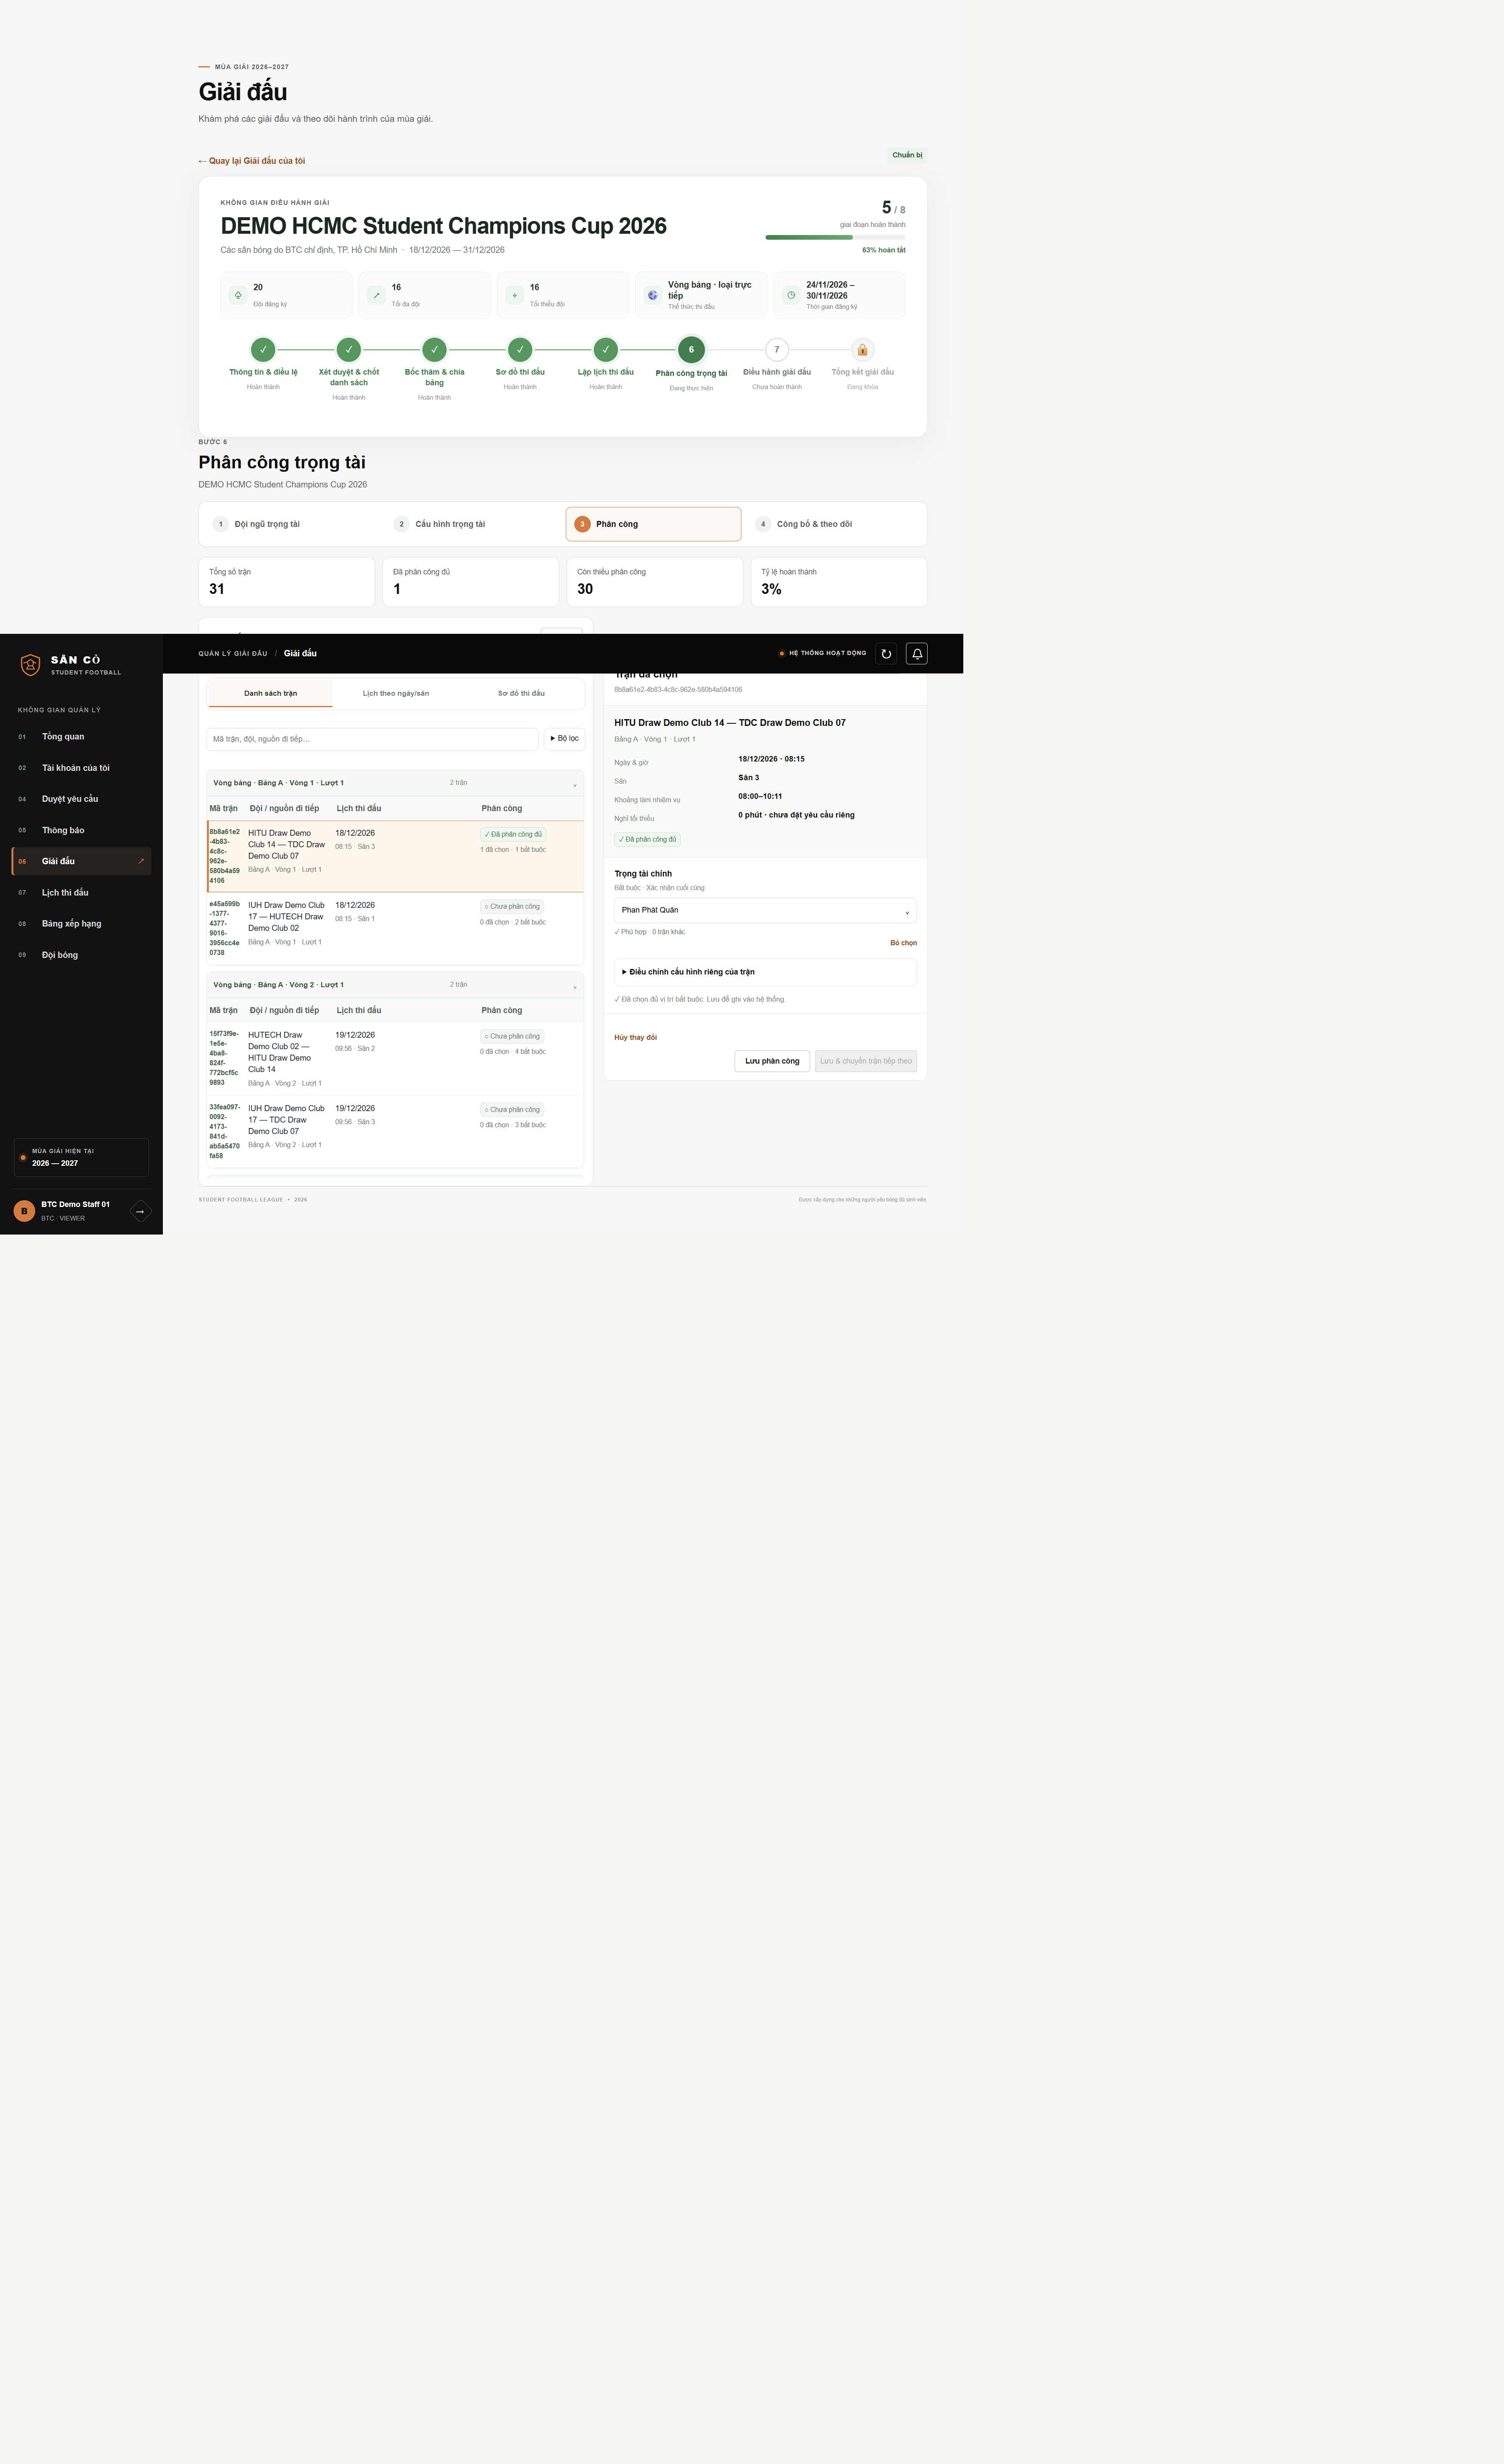 MÙA GIẢI 2026–2027
Giải đấu
Khám phá các giải đấu và theo dõi hành trình của mùa giải.
← Quay lại Giải đấu của tôi
Chuẩn bị
KHÔNG GIAN ĐIỀU HÀNH GIẢI
DEMO HCMC Student Champions Cup 2026
Các sân bóng do BTC chỉ định, TP. Hồ Chí Minh · 18/12/2026 — 31/12/2026
5 / 8
giai đoạn hoàn thành
63% hoàn tất
20
Đội đăng ký
↗
16
Tối đa đội
+
16
Tối thiểu đội
Vòng bảng · loại trực
tiếp
Thể thức thi đấu
24/11/2026 –
30/11/2026
Thời gian đăng ký
✓
Thông tin & điều lệ
Hoàn thành
✓
Xét duyệt & chốt
danh sách
Hoàn thành
✓
Bốc thăm & chia
bảng
Hoàn thành
✓
Sơ đồ thi đấu
Hoàn thành
✓
Lập lịch thi đấu
Hoàn thành
6
Phân công trọng tài
Đang thực hiện
7
Điều hành giải đấu
Chưa hoàn thành
Tổng kết giải đấu
Đang khóa
BƯỚC 6
Phân công trọng tài
DEMO HCMC Student Champions Cup 2026
1 Đội ngũ trọng tài
2 Cấu hình trọng tài
3 Phân công
4 Công bố & theo dõi
Tổng số trận
31
Đã phân công đủ
1
Còn thiếu phân công
30
Tỷ lệ hoàn thành
3%
SÂN CỎ
STUDENT FOOTBALL
KHÔNG GIAN QUẢN LÝ
01 Tổng quan
02 Tài khoản của tôi
04 Duyệt yêu cầu
05 Thông báo
06 Giải đấu ↗
07 Lịch thi đấu
08 Bảng xếp hạng
09 Đội bóng
MÙA GIẢI HIỆN TẠI
2026 — 2027
B
BTC Demo Staff 01
BTC · VIEWER
→
QUẢN LÝ GIẢI ĐẤU / Giải đấu
HỆ THỐNG HOẠT ĐỘNG
Danh sách trận
Lịch theo ngày/sân
Sơ đồ thi đấu
Mã trận, đội, nguồn đi tiếp...
▶ Bộ lọc
Vòng bảng · Bảng A · Vòng 1 · Lượt 1
2 trận
Mã trận
Đội / nguồn đi tiếp
Lịch thi đấu
Phân công
8b8a61e2
-4b83-
4c8c-
962e-
580b4a59
4106
HITU Draw Demo
Club 14 — TDC Draw
Demo Club 07
Bảng A · Vòng 1 · Lượt 1
18/12/2026
08:15 · Sân 3
✓ Đã phân công đủ
1 đã chọn · 1 bắt buộc
e45a599b
-1377-
4377-
9016-
3956cc4e
0738
IUH Draw Demo Club
17 — HUTECH Draw
Demo Club 02
Bảng A · Vòng 1 · Lượt 1
18/12/2026
08:15 · Sân 1
○ Chưa phân công
0 đã chọn · 2 bắt buộc
Vòng bảng · Bảng A · Vòng 2 · Lượt 1
2 trận
Mã trận
Đội / nguồn đi tiếp
Lịch thi đấu
Phân công
15f73f9e-
1e5e-
4ba8-
824f-
772bcf5c
9893
HUTECH Draw
Demo Club 02 —
HITU Draw Demo
Club 14
Bảng A · Vòng 2 · Lượt 1
19/12/2026
09:56 · Sân 2
○ Chưa phân công
0 đã chọn · 4 bắt buộc
33fea097-
0092-
4173-
841d-
ab5a5470
fa58
IUH Draw Demo Club
17 — TDC Draw
Demo Club 07
Bảng A · Vòng 2 · Lượt 1
19/12/2026
09:56 · Sân 3
○ Chưa phân công
0 đã chọn · 3 bắt buộc
Trận đã chọn
8b8a61e2-4b83-4c8c-962e-580b4a594106
HITU Draw Demo Club 14 — TDC Draw Demo Club 07
Bảng A · Vòng 1 · Lượt 1
Ngày & giờ
18/12/2026 · 08:15
Sân
Sân 3
Khoảng làm nhiệm vụ
08:00–10:11
Nghỉ tối thiểu
0 phút · chưa đặt yêu cầu riêng
✓ Đã phân công đủ
Trọng tài chính
Bắt buộc · Xác nhận cuối cùng
Phan Phát Quân
✓ Phù hợp · 0 trận khác
Bỏ chọn
▶ Điều chỉnh cấu hình riêng của trận
✓ Đã chọn đủ vị trí bắt buộc. Lưu để ghi vào hệ thống.
Hủy thay đổi
Lưu phân công
Lưu & chuyển trận tiếp theo
STUDENT FOOTBALL LEAGUE • 2026
Được xây dựng cho những người yêu bóng đá sinh viên